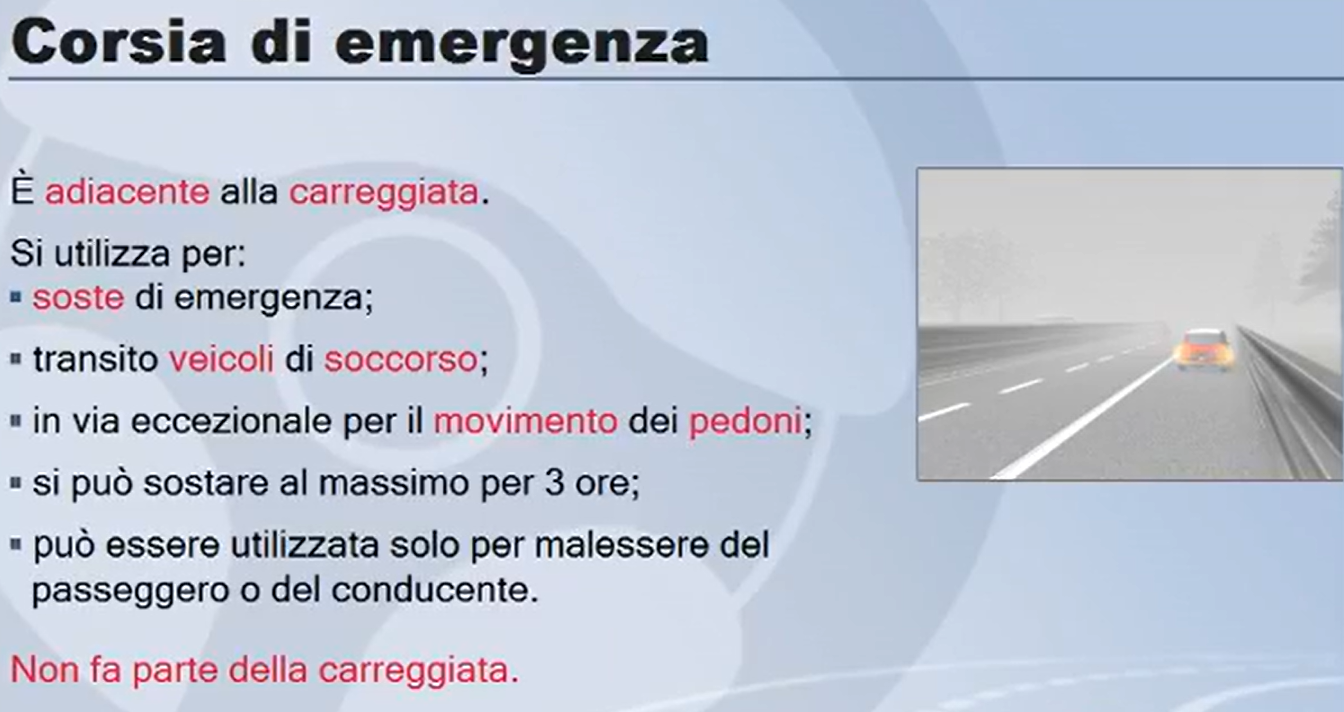 Corsia di emergenza
È adiacente alla carreggiata.
Si utilizza per:
▪ soste di emergenza;
▪ transito veicoli di soccorso;
▪ in via eccezionale per il movimento dei pedoni;
▪ si può sostare al massimo per 3 ore;
▪ può essere utilizzata solo per malessere del
passeggero o del conducente.
Non fa parte della carreggiata.